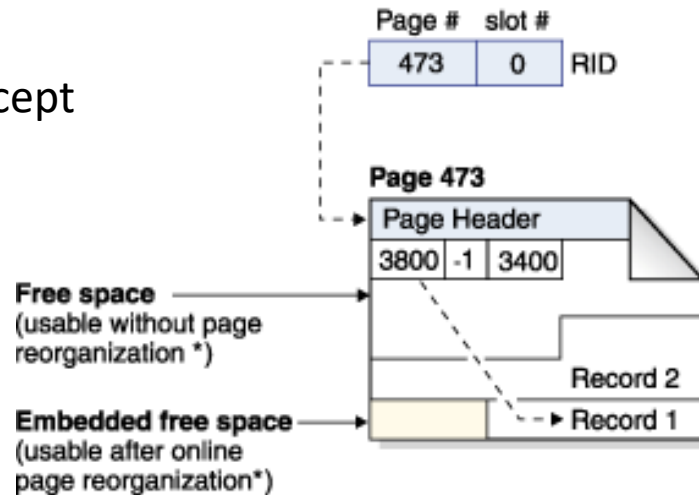 Page # slot #
473 0 RID
cept
Page 473
Page Header
3800 -1 3400
Free space
(usable without page
reorganization *)
Record 2
Embedded free space
Record 1
(usable after online
page reorganization*)